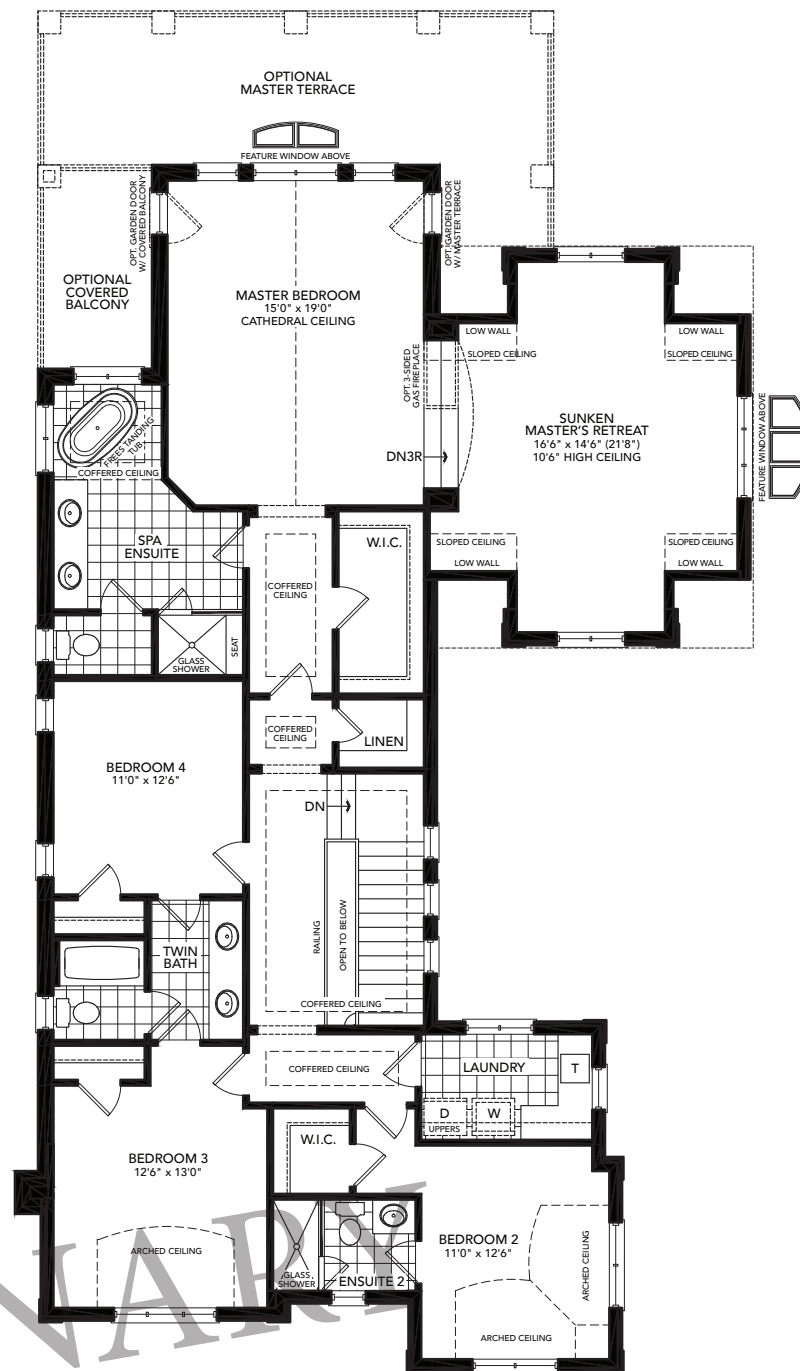 OPTIONAL
MASTER TERRACE
FEATURE WINDOW ABOVE
OPT. GARDEN DOOR
W/ COVERED BALCONY
OPT. GARDEN DOOR
W/ MASTER TERRACE
OPTIONAL
COVERED
BALCONY
MASTER BEDROOM
15'0" x 19'0"
CATHEDRAL CEILING
LOW WALL
SLOPED CEILING
LOW WALL
SLOPED CEILING
OPT. 3-SIDED
GAS FIREPLACE
SUNKEN
MASTER'S RETREAT
16'6" x 14'6" (21'8")
10'6" HIGH CEILING
FEATURE WINDOW ABOVE
DN3R
FREESTANDING
TUB
COFFERED CEILING
SPA
ENSUITE
W.I.C.
SLOPED CEILING
LOW WALL
SLOPED CEILING
LOW WALL
COFFERED
CEILING
GLASS
SHOWER
SEAT
COFFERED
CEILING
LINEN
BEDROOM 4
11'0" x 12'6"
DN
RAILING
OPEN TO BELOW
TWIN
BATH
COFFERED CEILING
COFFERED CEILING
LAUNDRY
T
D
W
UPPERS
W.I.C.
BEDROOM 3
12'6" x 13'0"
ARCHED CEILING
GLASS
SHOWER
ENSUITE 2
BEDROOM 2
11'0" x 12'6"
ARCHED CEILING
ARCHED CEILING
NARY